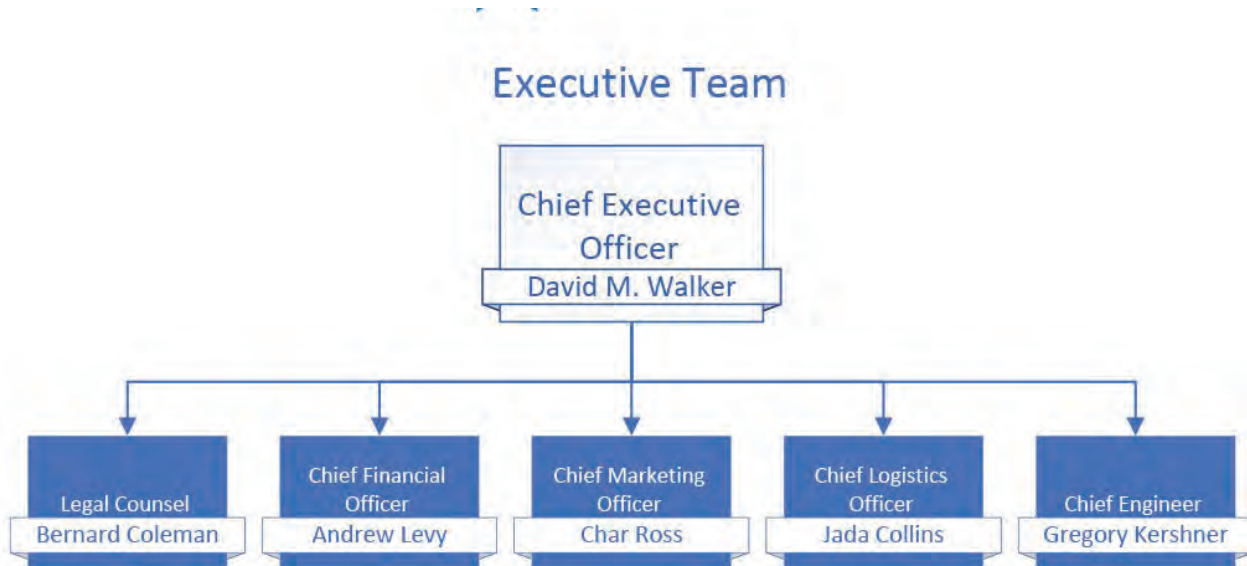 Executive Team
Chief Executive
Officer
David M. Walker
Legal Counsel
Bernard Coleman
Chief Financial
Officer
Andrew Levy
Chief Marketing
Officer
Char Ross
Chief Logistics
Officer
Jada Collins
Chief Engineer
Gregory Kershner